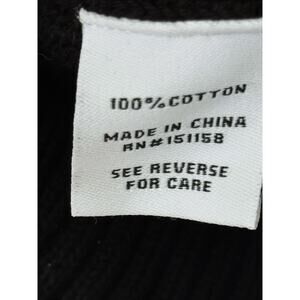 100% COTTON
MADE IN CHINA
RN#151158
SEE REVERSE
FOR CARE